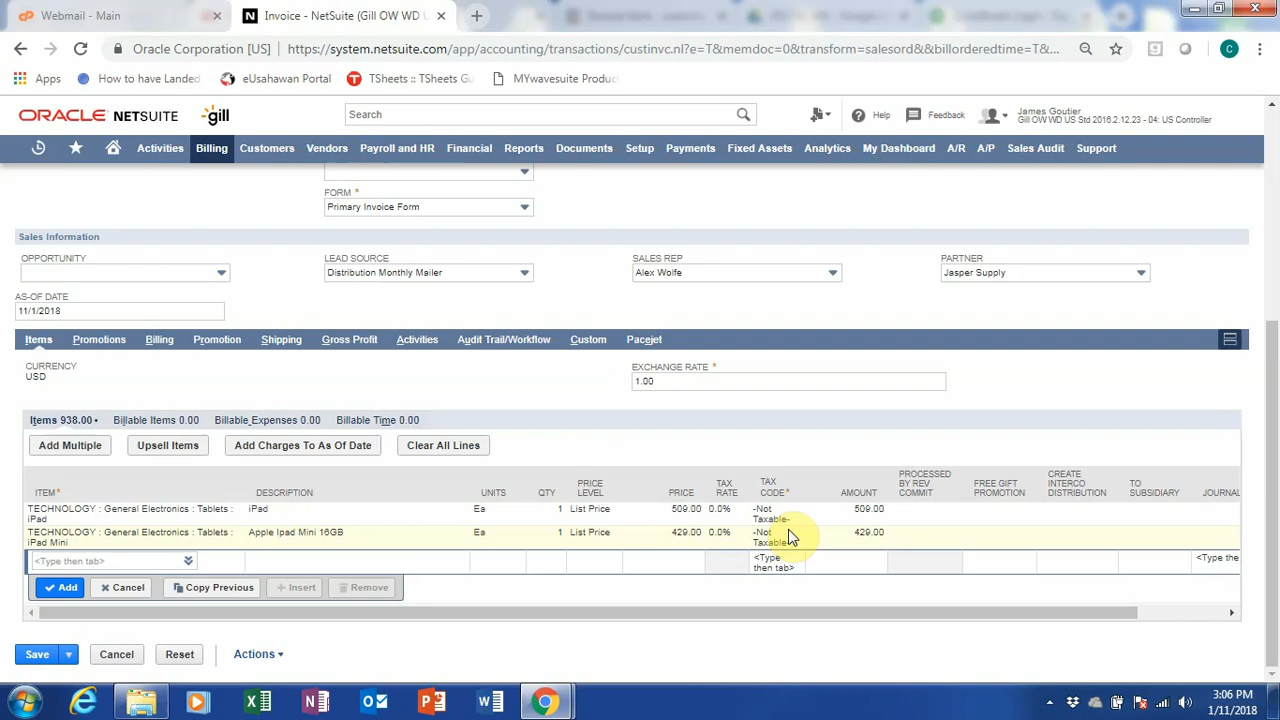 Webmail - Main
Invoice - NetSuite (Gill OW WD U
Oracle Corporation [US] https://system.netsuite.com/app/accounting/transactions/custinvc.nl?e=T&memdoc=0&transform=salesord&&billorderedtime=T&...
Apps How to have Landed eUsahawan Portal TSheets :: TSheets Gu MYwavesuite Produc
ORACLE NETSUITE gill Search Help Feedback James Goutier
Gill OW WD US Std 2016.2.12.23 - 04: US Controller
Activities Billing Customers Vendors Payroll and HR Financial Reports Documents Setup Payments Fixed Assets Analytics My Dashboard A/R A/P Sales Audit Support
FORM *
Primary Invoice Form
Sales Information
OPPORTUNITY LEAD SOURCE SALES REP PARTNER
Distribution Monthly Mailer Alex Wolfe Jasper Supply
AS-OF DATE
11/1/2018
Items Promotions Billing Promotion Shipping Gross Profit Activities Audit Trail/Workflow Custom Pacejet
CURRENCY EXCHANGE RATE *
USD 1.00
Items 938.00 • Billable Items 0.00 Billable Expenses 0.00 Billable Time 0.00
Add Multiple Upsell Items Add Charges To As Of Date Clear All Lines
ITEM * DESCRIPTION UNITS QTY PRICE LEVEL PRICE TAX RATE TAX CODE * AMOUNT PROCESSED BY REV COMMIT FREE GIFT PROMOTION CREATE INTERCO DISTRIBUTION TO SUBSIDIARY JOURNAL
TECHNOLOGY : General Electronics : Tablets : iPad Ea 1 List Price 509.00 0.0% -Not 509.00
iPad Taxable-
TECHNOLOGY : General Electronics : Tablets : Apple Ipad Mini 16GB Ea 1 List Price 429.00 0.0% -Not 429.00
iPad Mini Taxable-
<Type then tab> <Type then tab> <Type the
Add Cancel Copy Previous Insert Remove
Save Cancel Reset Actions
3:06 PM
1/11/2018